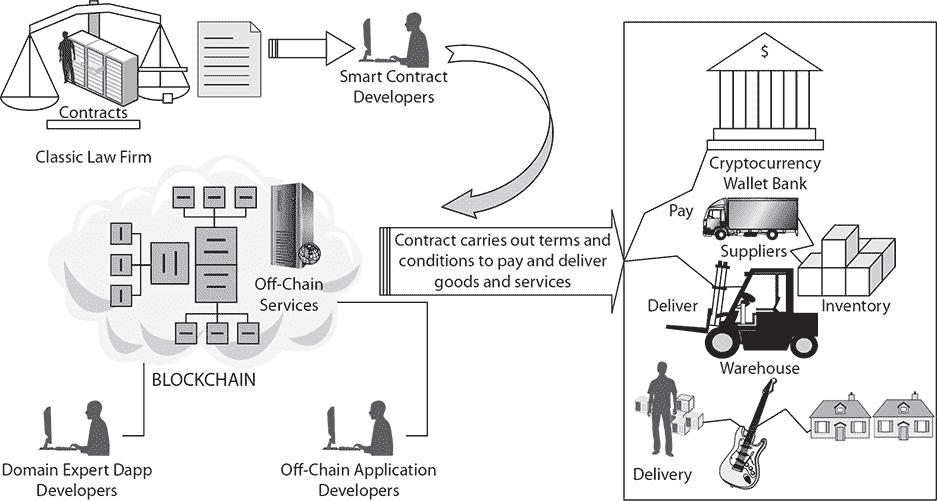 Contracts
Classic Law Firm
Smart Contract
Developers
Off-Chain
Services
BLOCKCHAIN
Domain Expert Dapp
Developers
Off-Chain Application
Developers
Contract carries out terms and
conditions to pay and deliver
goods and services
$
Cryptocurrency
Wallet Bank
Pay
Suppliers
Inventory
Deliver
Warehouse
Delivery